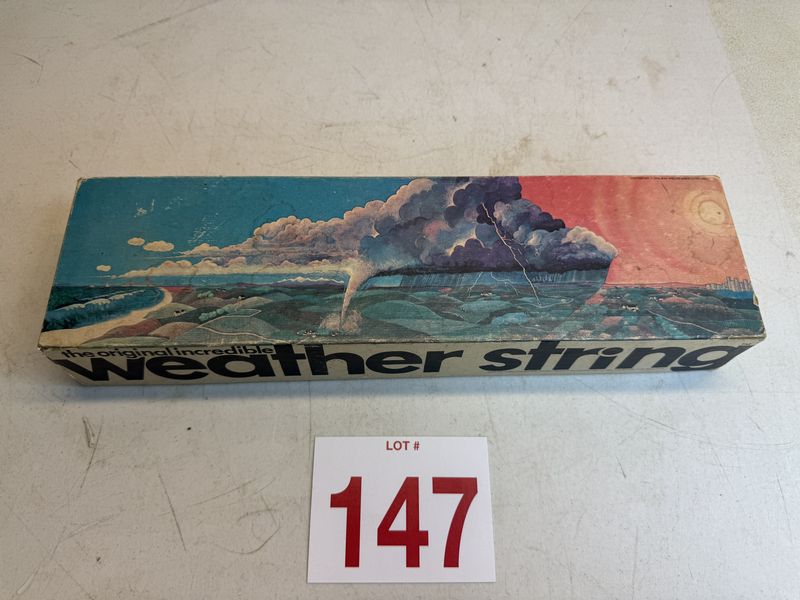 the original incredible
weather string
LOT #
147